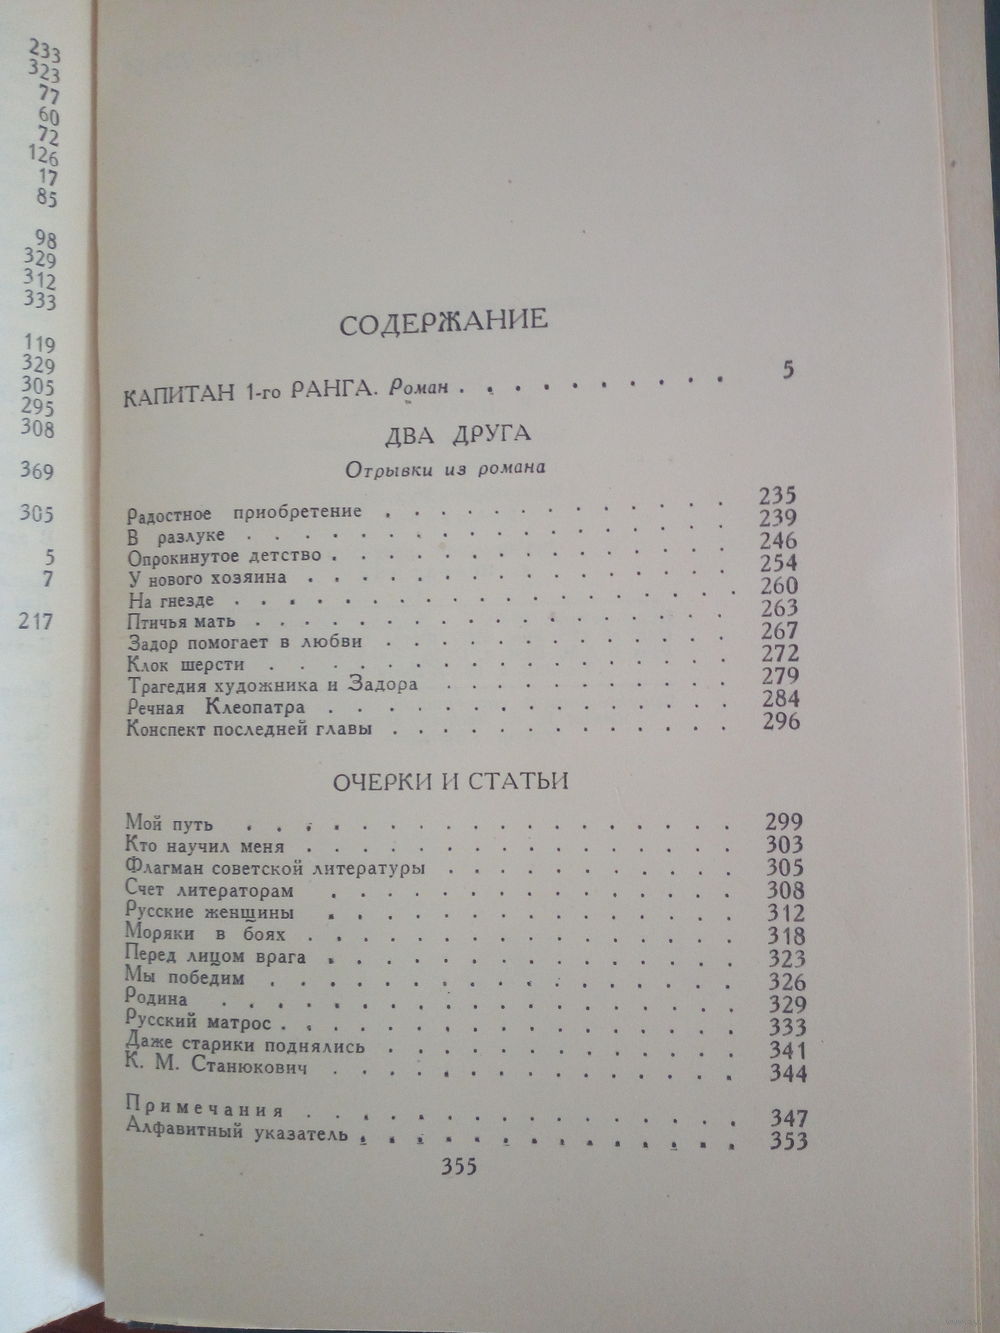 233
323
77
60
72
126
17
85
98
329
312
333
119
329
305
295
308
369
305
5
7
217
СОДЕРЖАНИЕ
КАПИТАН 1-го РАНГА. Роман . . . . . . . . . . 5
ДВА ДРУГА
Отрывки из романа
Радостное приобретение . . . . . . . . . . . . . 235
В разлуке . . . . . . . . . . . . . . . . . 239
Опрокинутое детство . . . . . . . . . . . . . . 246
У нового хозяина . . . . . . . . . . . . . . . 254
На гнезде . . . . . . . . . . . . . . . . . . 260
Птичья мать . . . . . . . . . . . . . . . . . 263
Задор помогает в любви . . . . . . . . . . . . . 267
Клок шерсти . . . . . . . . . . . . . . . . . 272
Трагедия художника и Задора . . . . . . . . . . 279
Речная Клеопатра . . . . . . . . . . . . . . . 284
Конспект последней главы . . . . . . . . . . . . 296
ОЧЕРКИ И СТАТЬИ
Мой путь . . . . . . . . . . . . . . . . . . 299
Кто научил меня . . . . . . . . . . . . . . . 303
Флагман советской литературы . . . . . . . . . . 305
Счет литераторам . . . . . . . . . . . . . . . 308
Русские женщины . . . . . . . . . . . . . . . 312
Моряки в боях . . . . . . . . . . . . . . . . 318
Перед лицом врага . . . . . . . . . . . . . . . 323
Мы победим . . . . . . . . . . . . . . . . . 326
Родина . . . . . . . . . . . . . . . . . . . 329
Русский матрос . . . . . . . . . . . . . . . . 333
Даже старики поднялись . . . . . . . . . . . . . 341
К. М. Станюкович . . . . . . . . . . . . . . . 344
Примечания . . . . . . . . . . . . . . . . 347
Алфавитный указатель . . . . . . . . . . . . . . 353
355